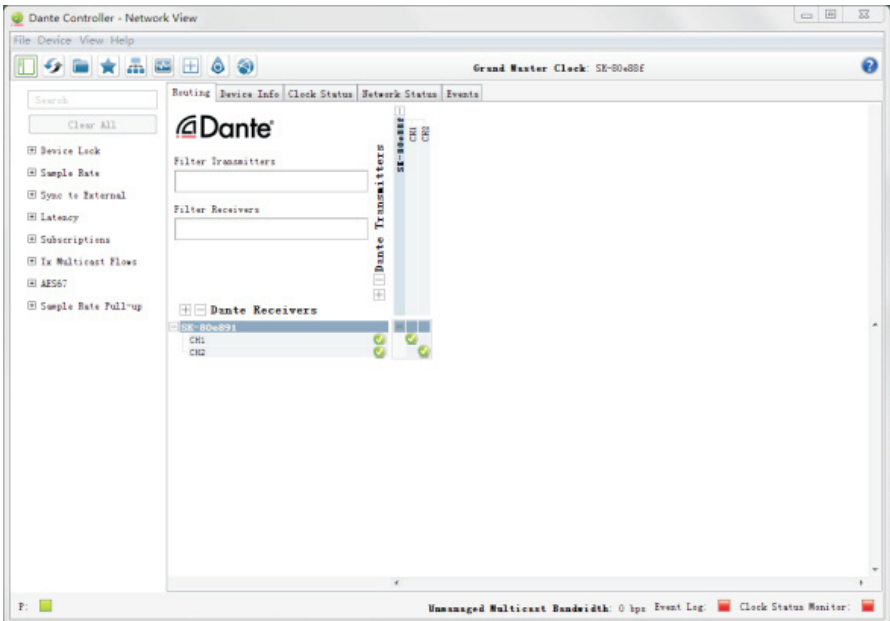 Dante Controller - Network View
File Device View Help
Grand Master Clock: SK-80e88f
?
Search
Clear All
Device Lock
Sample Rate
Sync to External
Latency
Subscriptions
Tx Multicast Flows
AES67
Sample Rate Pull-up
Routing Device Info Clock Status Network Status Events
Dante
Filter Transmitters
Filter Receivers
Dante Transmitters
SK-80e88f
CH1
CH2
Dante Receivers
SK-80e891
CH1
CH2
P:
Unmanaged Multicast Bandwidth: 0 bps Event Log: Clock Status Monitor: